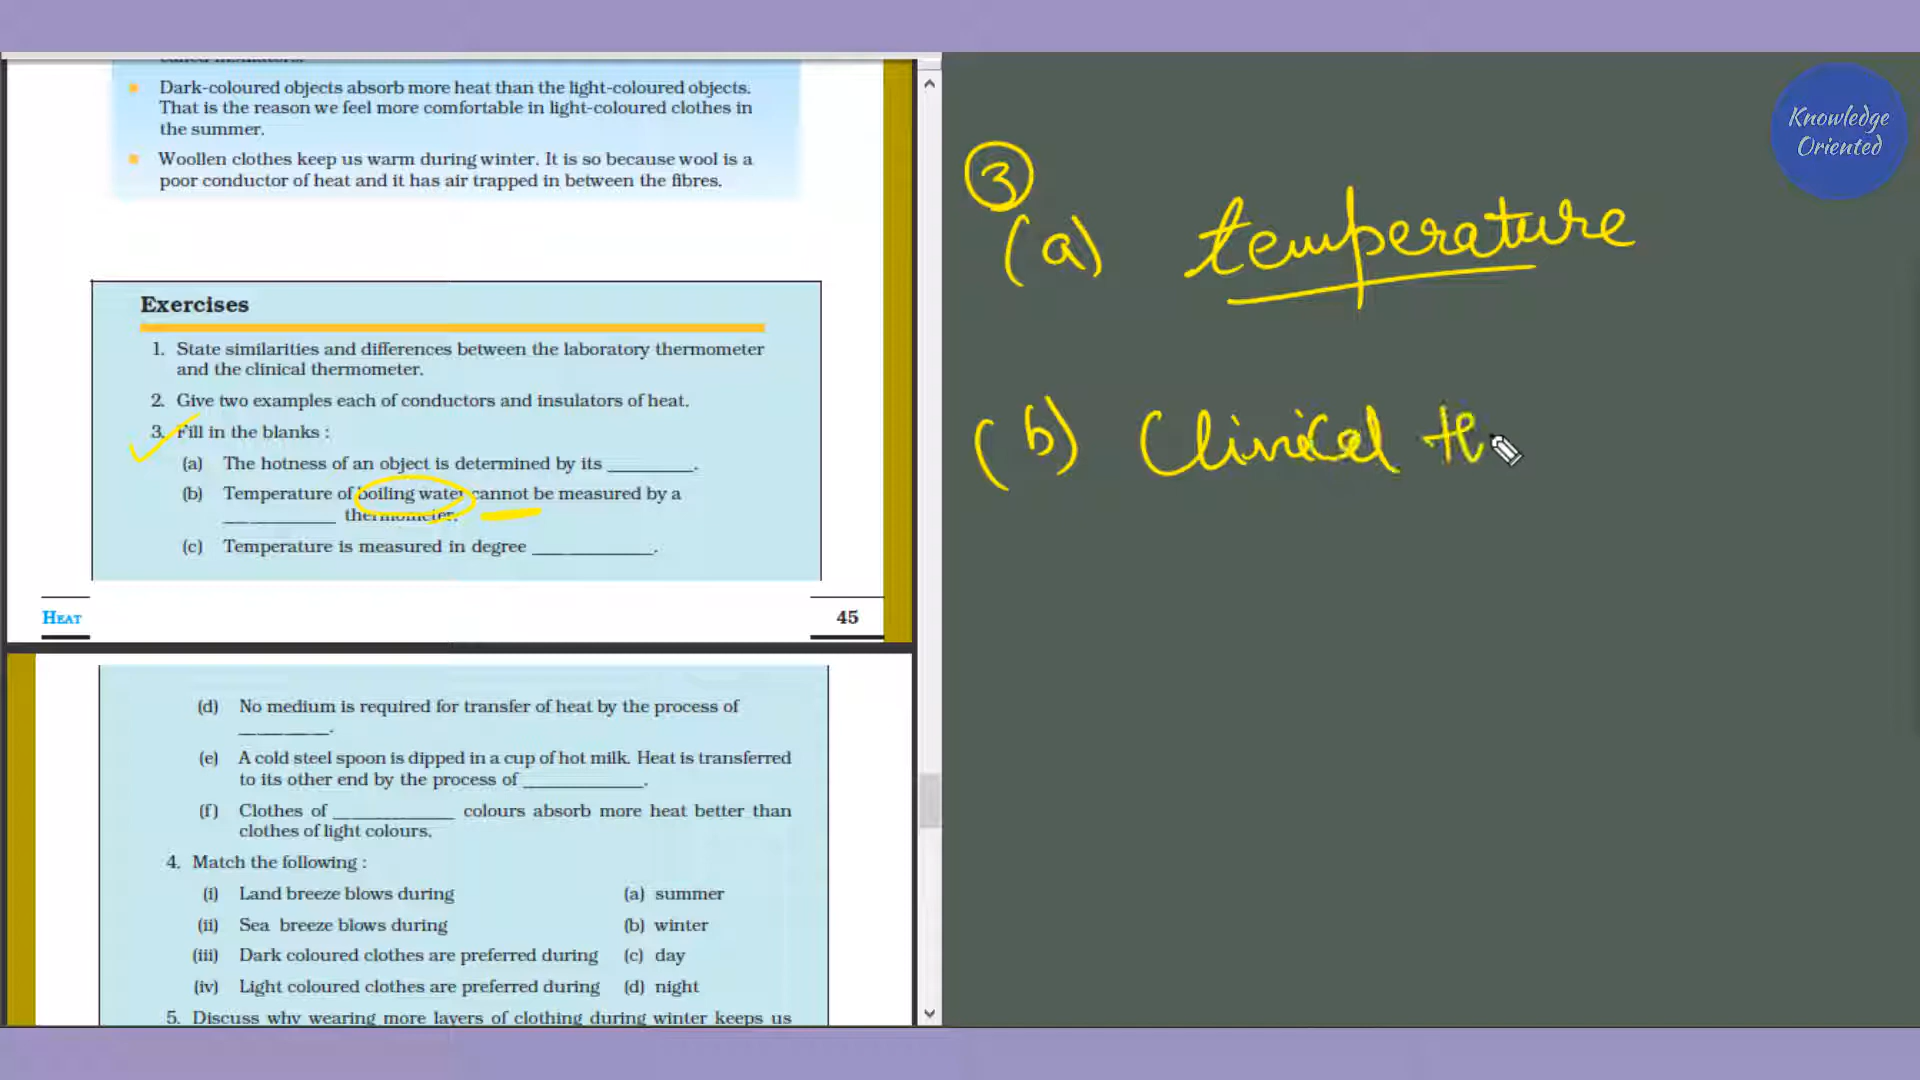 Dark-coloured objects absorb more heat than the light-coloured objects.
That is the reason we feel more comfortable in light-coloured clothes in
the summer.
Woollen clothes keep us warm during winter. It is so because wool is a
poor conductor of heat and it has air trapped in between the fibres.
Exercises
1. State similarities and differences between the laboratory thermometer
and the clinical thermometer.
2. Give two examples each of conductors and insulators of heat.
3. Fill in the blanks :
(a) The hotness of an object is determined by its __________.
(b) Temperature of boiling water cannot be measured by a
_____________ thermometer.
(c) Temperature is measured in degree ______________.
HEAT
45
(d) No medium is required for transfer of heat by the process of
__________.
(e) A cold steel spoon is dipped in a cup of hot milk. Heat is transferred
to its other end by the process of ______________.
(f) Clothes of ______________ colours absorb more heat better than
clothes of light colours.
4. Match the following :
(i) Land breeze blows during (a) summer
(ii) Sea breeze blows during (b) winter
(iii) Dark coloured clothes are preferred during (c) day
(iv) Light coloured clothes are preferred during (d) night
5. Discuss why wearing more layers of clothing during winter keeps us
Knowledge
Oriented
3
(a) temperature
(b) Clinical th